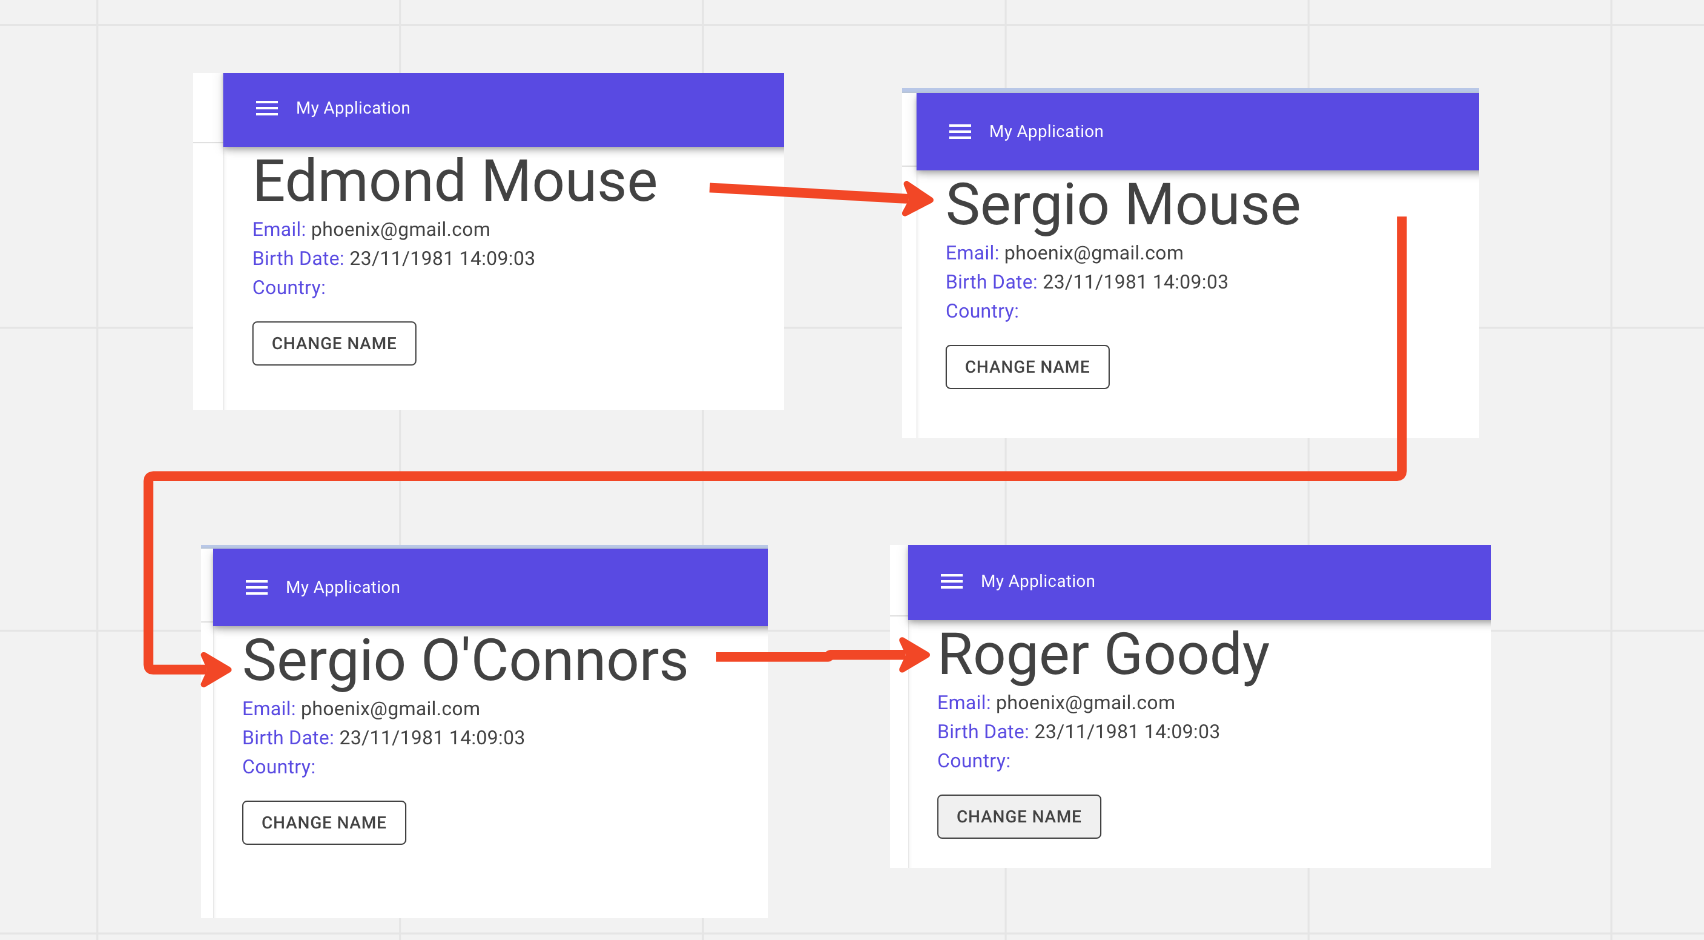 My Application
Edmond Mouse
Email: phoenix@gmail.com
Birth Date: 23/11/1981 14:09:03
Country:
CHANGE NAME
My Application
Sergio Mouse
Email: phoenix@gmail.com
Birth Date: 23/11/1981 14:09:03
Country:
CHANGE NAME
My Application
Sergio O'Connors
Email: phoenix@gmail.com
Birth Date: 23/11/1981 14:09:03
Country:
CHANGE NAME
My Application
Roger Goody
Email: phoenix@gmail.com
Birth Date: 23/11/1981 14:09:03
Country:
CHANGE NAME